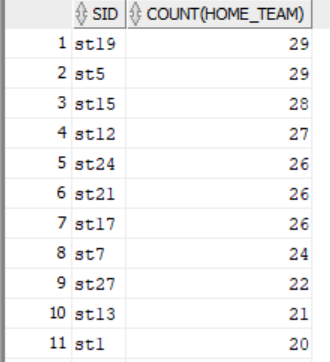 SID COUNT(HOME_TEAM)
1 st19 29
2 st5 29
3 st15 28
4 st12 27
5 st24 26
6 st21 26
7 st17 26
8 st7 24
9 st27 22
10 st13 21
11 st1 20